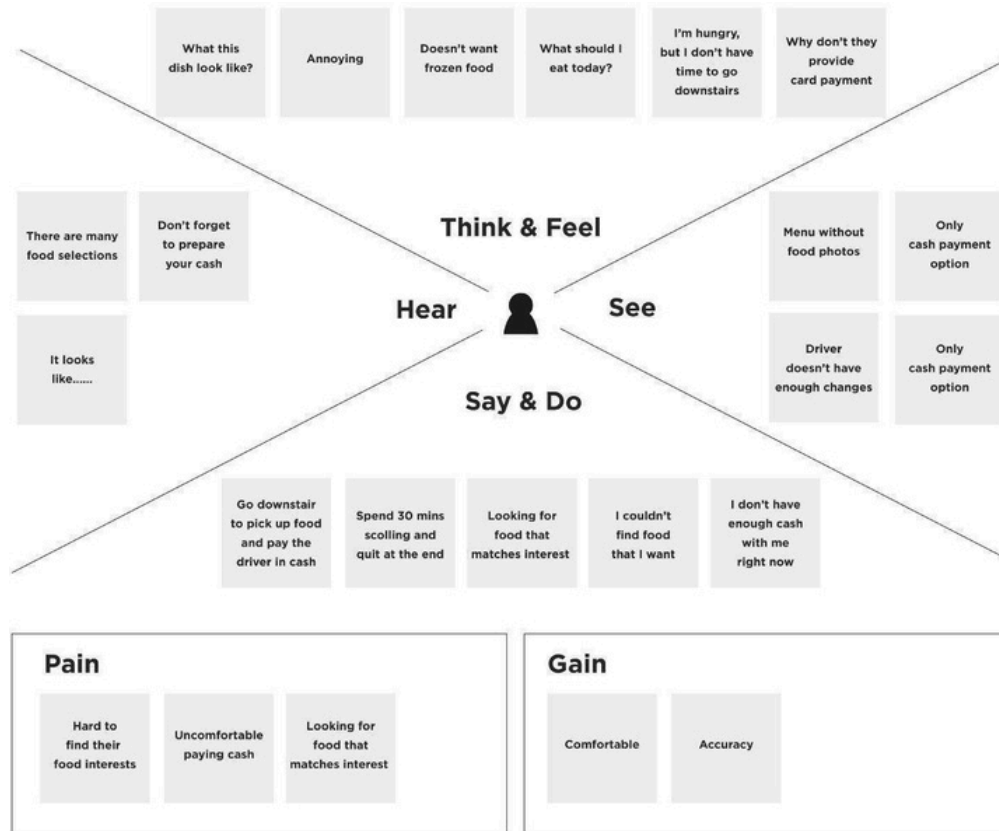 What this
dish look like?
Annoying
Doesn't want
frozen food
What should I
eat today?
I'm hungry,
but I don't have
time to go
downstairs
Why don't they
provide
card payment
Think & Feel
There are many
food selections
Don't forget
to prepare
your cash
It looks
like......
Hear
See
Menu without
food photos
Only
cash payment
option
Driver
doesn't have
enough changes
Only
cash payment
option
Say & Do
Go downstair
to pick up food
and pay the
driver in cash
Spend 30 mins
scolling and
quit at the end
Looking for
food that
matches interest
I couldn't
find food
that I want
I don't have
enough cash
with me
right now
Pain
Hard to
find their
food interests
Uncomfortable
paying cash
Looking for
food that
matches interest
Gain
Comfortable
Accuracy